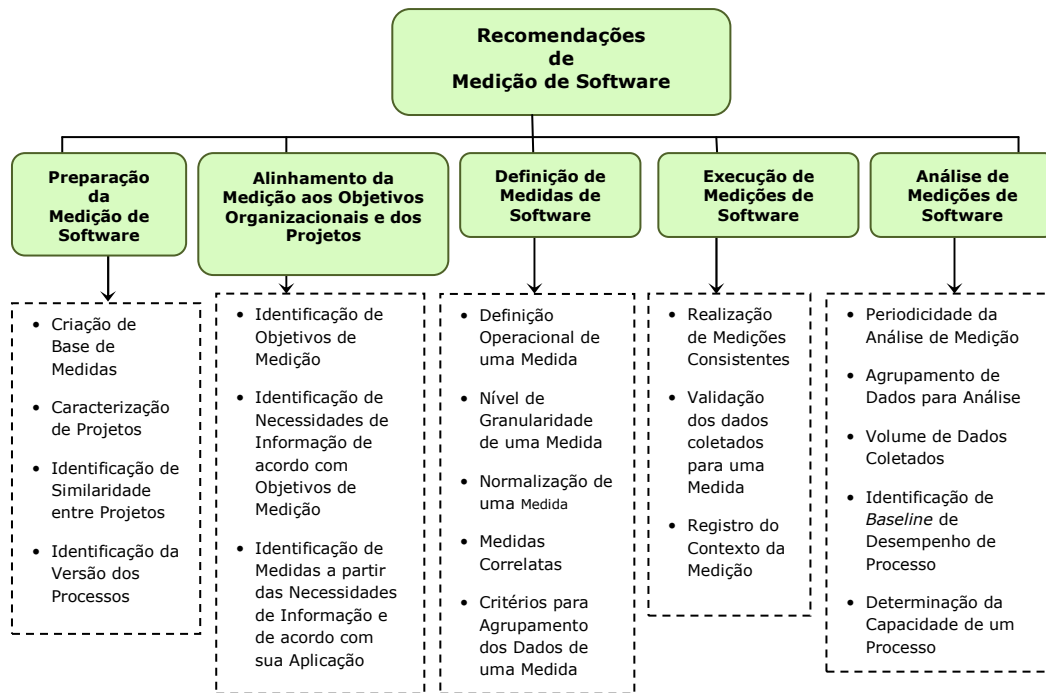 Recomendações
de
Medição de Software
Preparação
da
Medição de
Software
Alinhamento da
Medição aos Objetivos
Organizacionais e dos
Projetos
Definição de
Medidas de
Software
Execução de
Medições de
Software
Análise de
Medições de
Software
• Criação de
Base de
Medidas
• Caracterização
de Projetos
• Identificação de
Similaridade
entre Projetos
• Identificação da
Versão dos
Processos
• Identificação de
Objetivos de
Medição
• Identificação de
Necessidades de
Informação de
acordo com
Objetivos de
Medição
• Identificação de
Medidas a partir
das Necessidades
de Informação e
de acordo com
sua Aplicação
• Definição
Operacional de
uma Medida
• Nível de
Granularidade
de uma Medida
• Normalização de
uma Medida
• Medidas
Correlatas
• Critérios para
Agrupamento
dos Dados de
uma Medida
• Realização
de Medições
Consistentes
• Validação
dos dados
coletados
para uma
Medida
• Registro do
Contexto da
Medição
• Periodicidade da
Análise de Medição
• Agrupamento de
Dados para Análise
• Volume de Dados
Coletados
• Identificação de
Baseline de
Desempenho de
Processo
• Determinação da
Capacidade de um
Processo